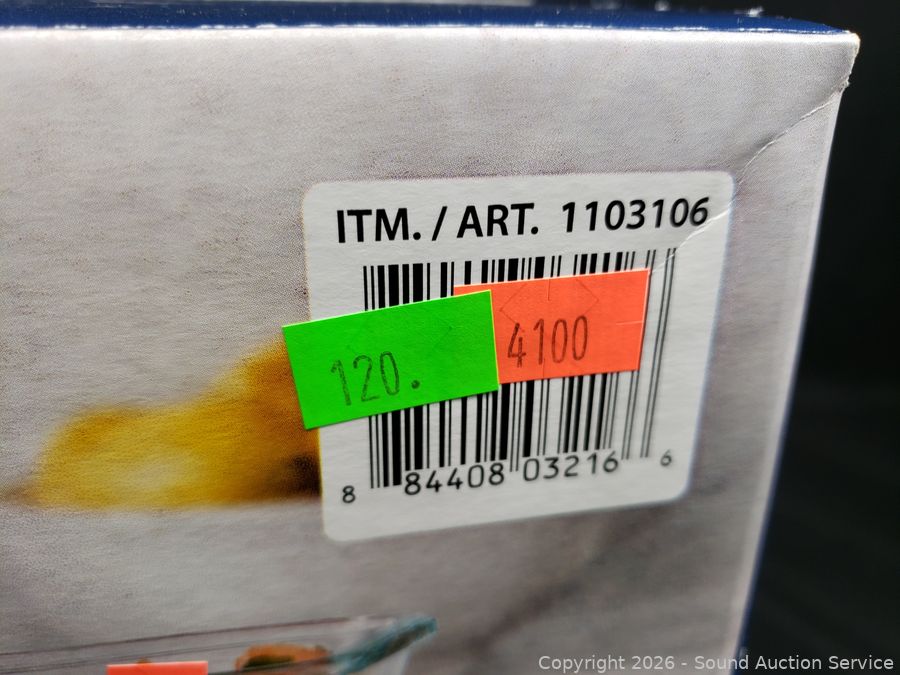 ITM. / ART. 1103106
4100
120.
8 84408 03216 6
Copyright 2026 - Sound Auction Service